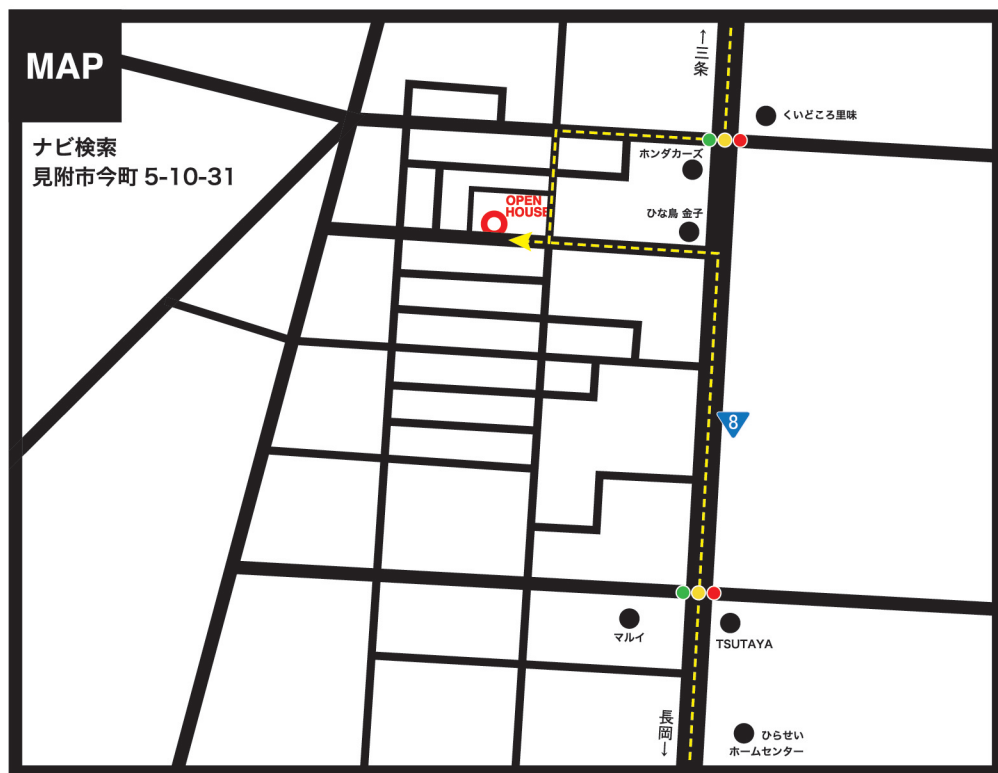 MAP
ナビ検索
見附市今町 5-10-31
←三条
くいどころ里味
ホンダカーズ
ひな鳥 金子
OPEN
HOUSE
8
マルイ
TSUTAYA
長岡→
ひらせい
ホームセンター